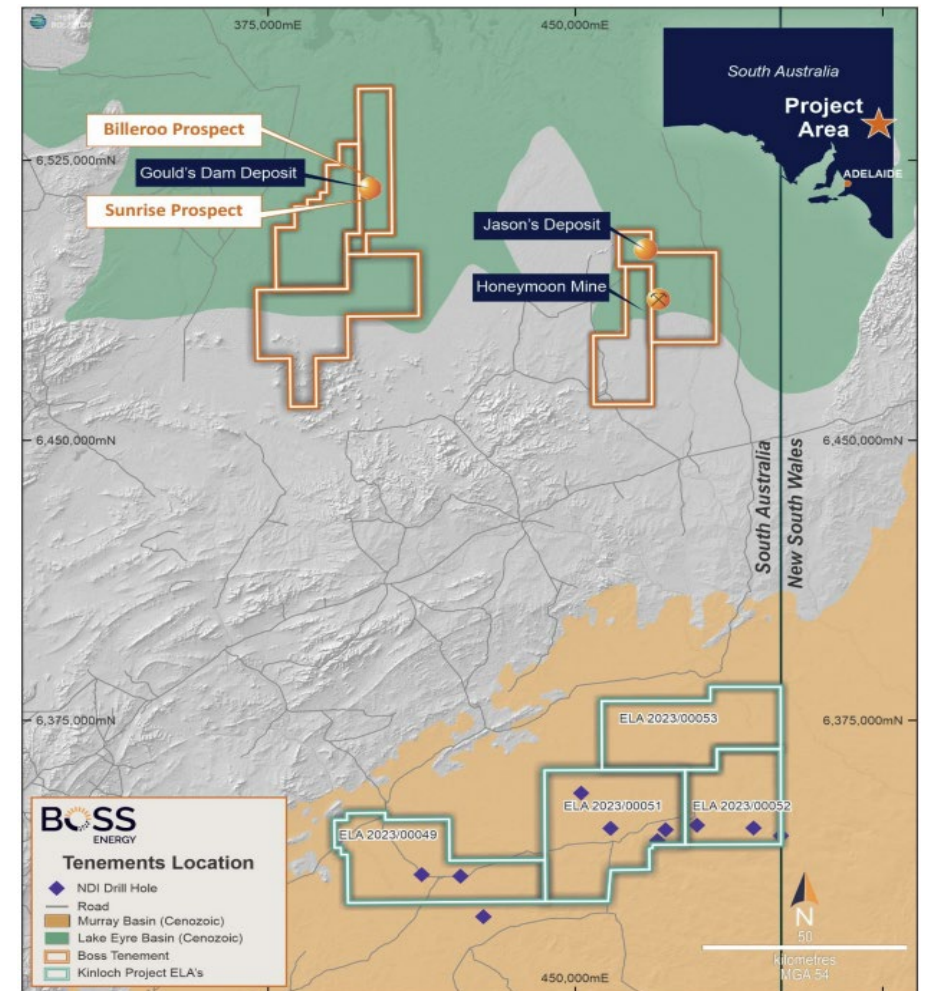 375,000mE
450,000mE
South Australia
Project
Area
ADELAIDE
Billeroo Prospect
6,525,000mN
Gould's Dam Deposit
Sunrise Prospect
Jason's Deposit
Honeymoon Mine
6,450,000mN
6,450,000mN
South Australia
New South Wales
6,375,000mN
6,375,000mN
ELA 2023/00053
ELA 2023/00051
ELA 2023/00052
ELA 2023/00049
BOSS
ENERGY
Tenements Location
NDI Drill Hole
Road
Murray Basin (Cenozoic)
Lake Eyre Basin (Cenozoic)
Boss Tenement
Kinloch Project ELA's
N
50
kilometres
MGA 54
450,000mE